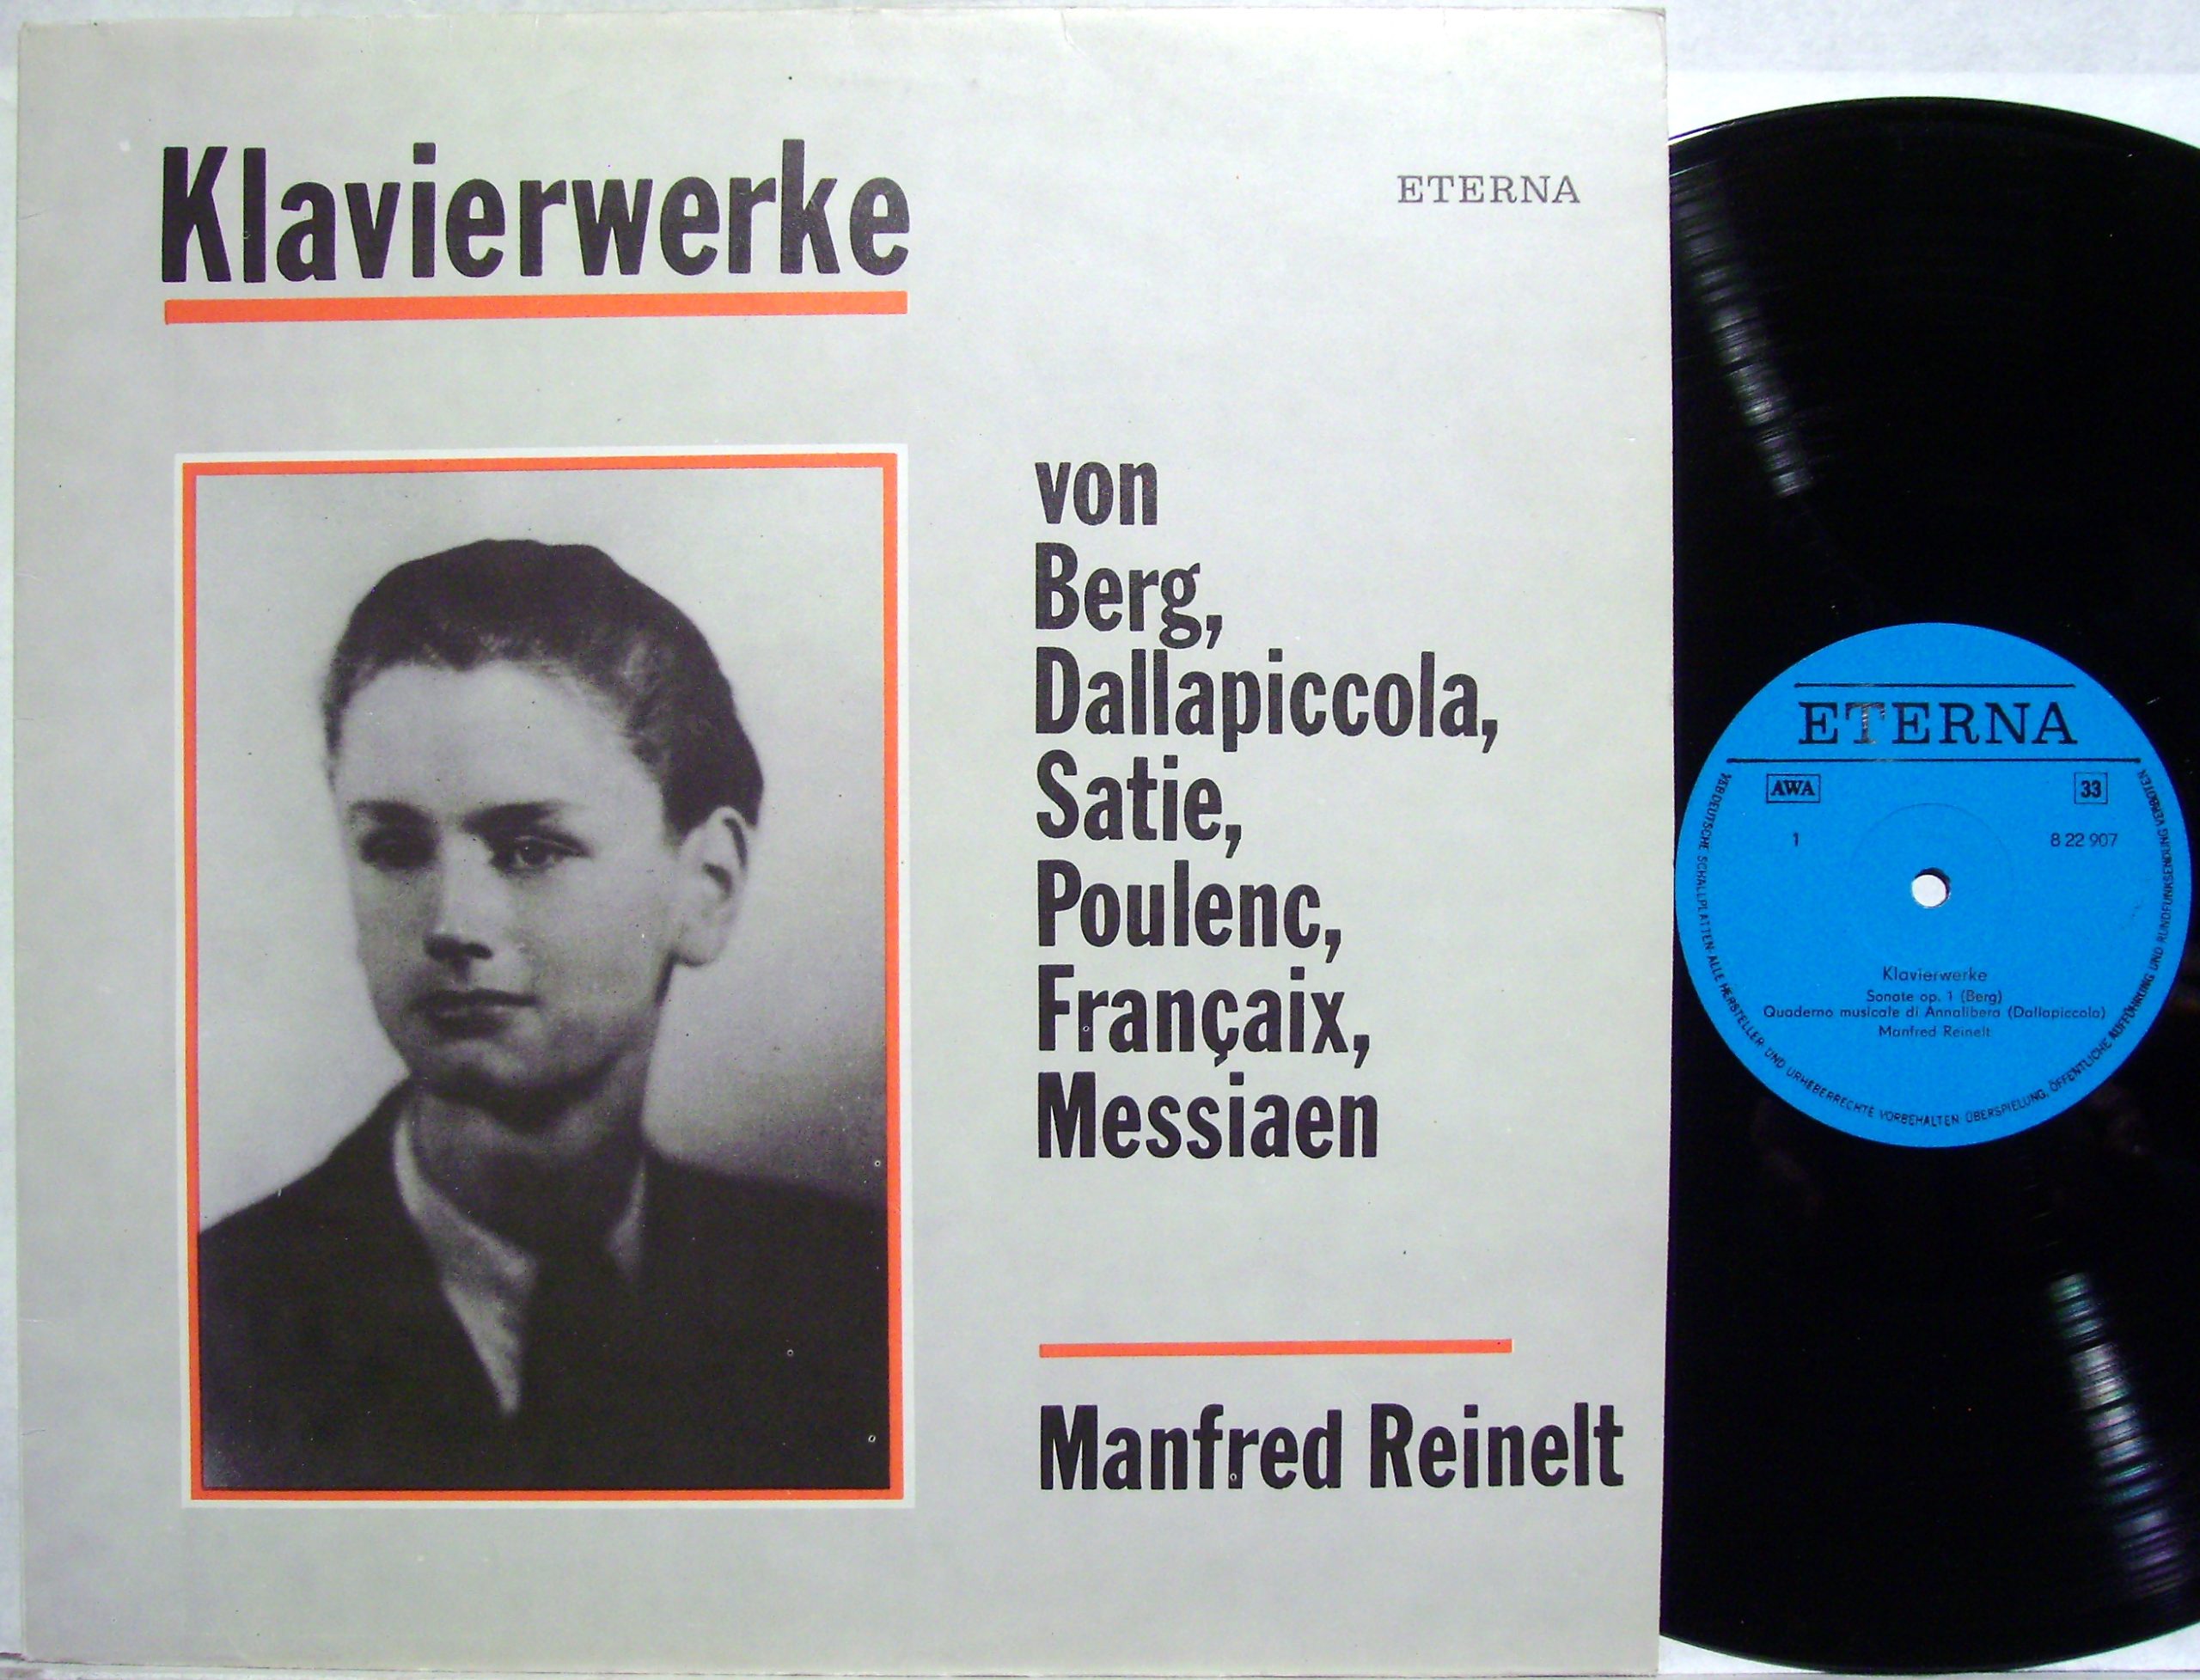 Klavierwerke
ETERNA
von
Berg,
Dallapiccola,
Satie,
Poulenc,
Françaix,
Messiaen
Manfred Reinelt
ETERNA
AWA
33
1
8 22 907
Klavierwerke
Sonate op. 1 (Berg)
Quaderno musicale di Annalibera (Dallapiccola)
Manfred Reinelt
VEB DEUTSCHE SCHALLPLATTEN · ALLE HERSTELLER- UND URHEBERRECHTE VORBEHALTEN. ÜBERSPIELUNG, ÖFFENTLICHE AUFFÜHRUNG UND RUNDFUNKSENDUNG VERBOTEN